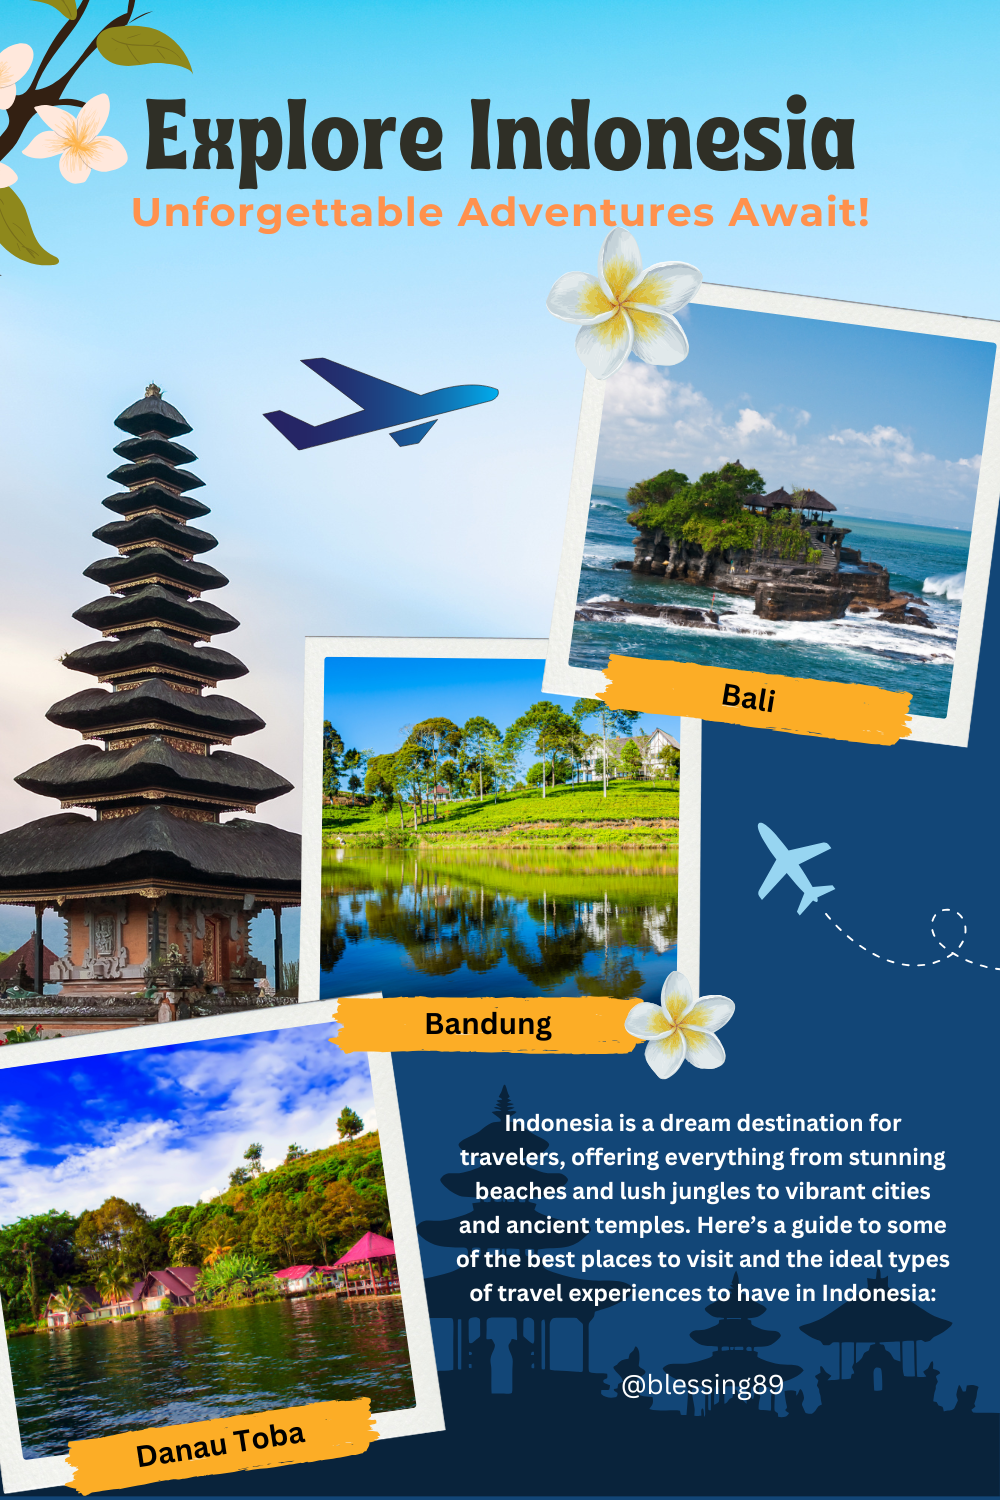 Explore Indonesia
Unforgettable Adventures Await!
Bali
Bandung
Indonesia is a dream destination for
travelers, offering everything from stunning
beaches and lush jungles to vibrant cities
and ancient temples. Here’s a guide to some
of the best places to visit and the ideal types
of travel experiences to have in Indonesia:
@blessing89
Danau Toba